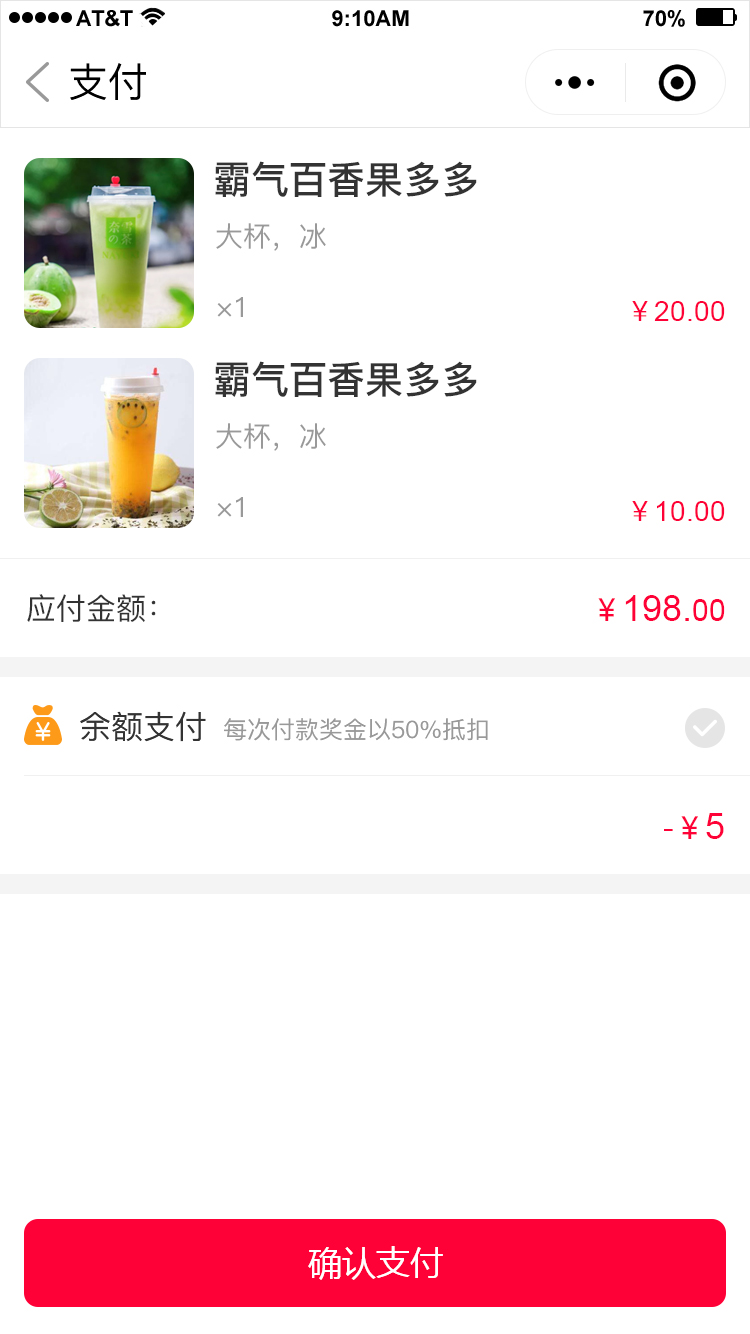 AT&T 9:10AM 70%
支付
霸气百香果多多
大杯，冰
×1
¥20.00
霸气百香果多多
大杯，冰
×1
¥10.00
应付金额：
¥198.00
余额支付 每次付款奖金以50%抵扣
-¥5
确认支付